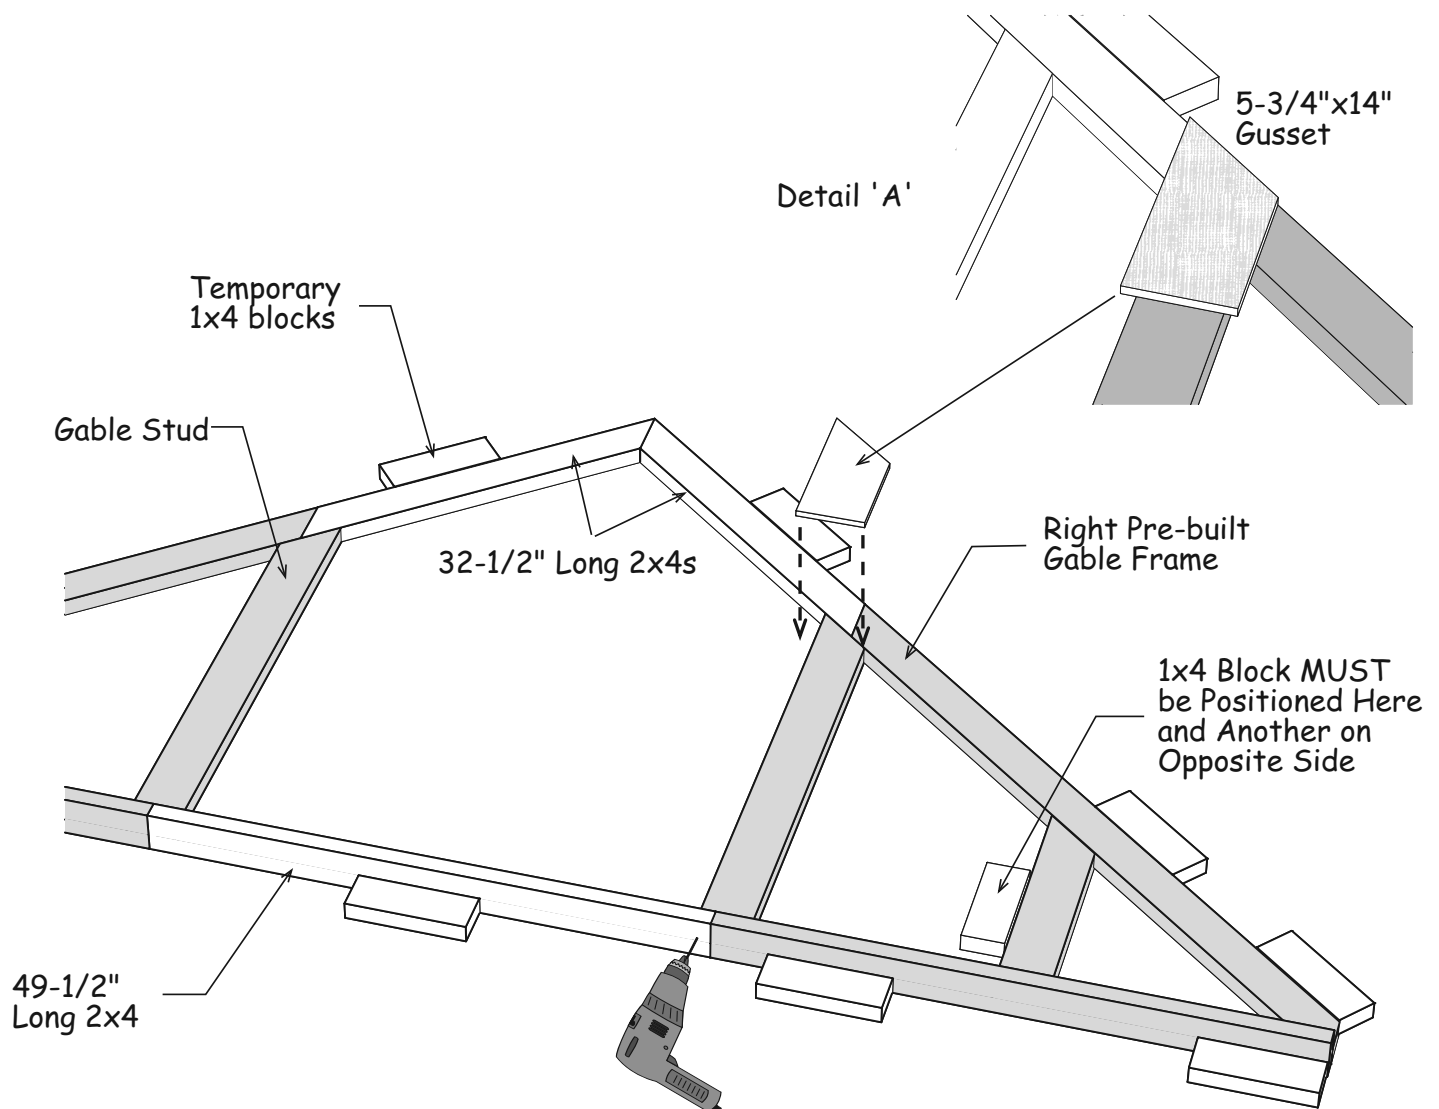 5-3/4"x14"
Gusset
Detail 'A'
Temporary
1x4 blocks
Gable Stud
32-1/2" Long 2x4s
Right Pre-built
Gable Frame
1x4 Block MUST
be Positioned Here
and Another on
Opposite Side
49-1/2"
Long 2x4